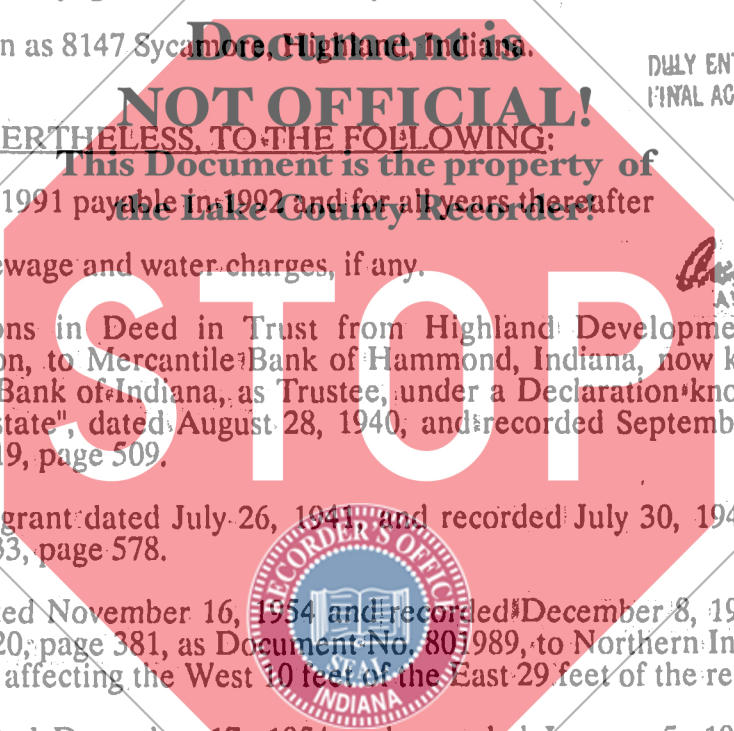 n as 8147 Sycamore, Highland, Indiana.
Document is
DULY ENT
FINAL AC
NOT OFFICIAL!
ERTHELESS, TO THE FOLLOWING:
This Document is the property of
1991 payable in 1992 and for all years thereafter
the Lake County Recorder!
ewage and water charges, if any.
STOP
ons in Deed in Trust from Highland Developme
on, to Mercantile Bank of Hammond, Indiana, now k
Bank of Indiana, as Trustee, under a Declaration kno
state", dated August 28, 1940, and recorded Septemb
19, page 509.
grant dated July 26, 1941, and recorded July 30, 194
33, page 578.
RECORDER'S OFFICE
SEAL
INDIANA
ed November 16, 1954 and recorded December 8, 19
20, page 381, as Document No. 801989, to Northern In
affecting the West 10 feet of the East 29 feet of the re